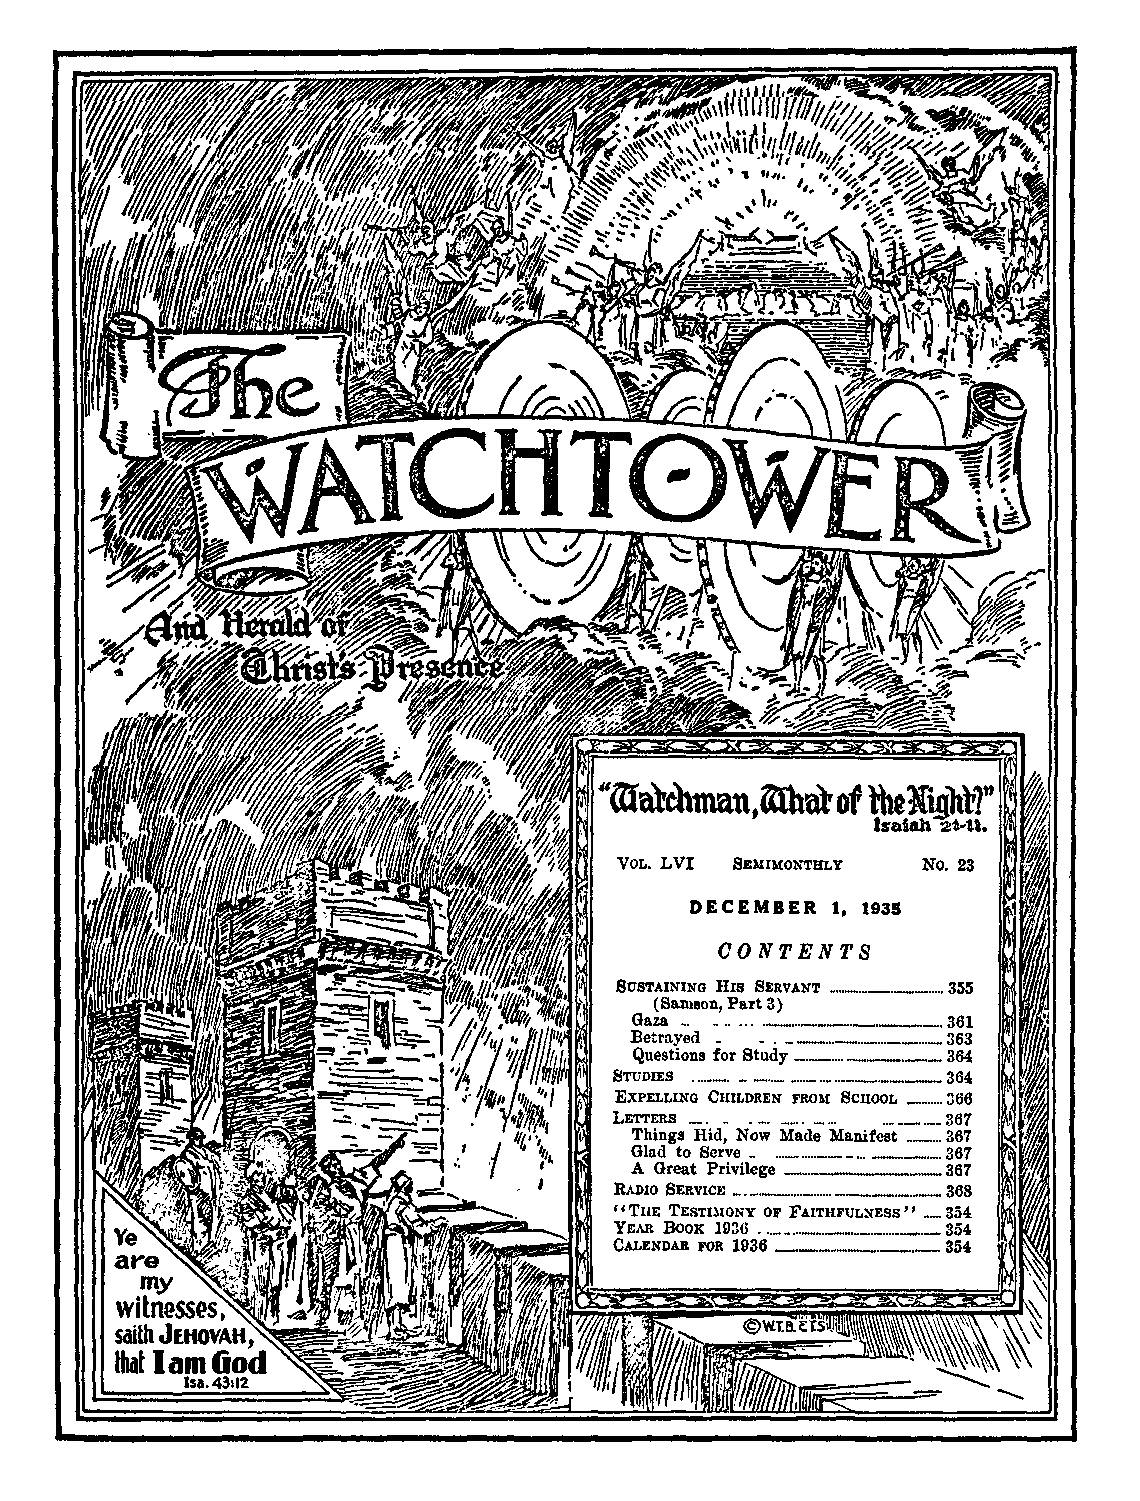 The
WATCHTOWER
And Herald of
Christ's Presence
"Watchman, What of the Night?"
Isaiah 21-11.
VOL. LVI SEMIMONTHLY No. 23
DECEMBER 1, 1935
CONTENTS
SUSTAINING HIS SERVANT 355
(Samson, Part 3)
Gaza 361
Betrayed 363
Questions for Study 364
STUDIES 364
EXPELLING CHILDREN FROM SCHOOL 366
LETTERS 367
Things Hid, Now Made Manifest 367
Glad to Serve 367
A Great Privilege 367
RADIO SERVICE 368
"THE TESTIMONY OF FAITHFULNESS" 354
YEAR BOOK 1936 354
CALENDAR FOR 1936 354
©W.T.B.& T.S.
Ye
are
my
witnesses,
saith JEHOVAH,
that I am God
Isa. 43:12